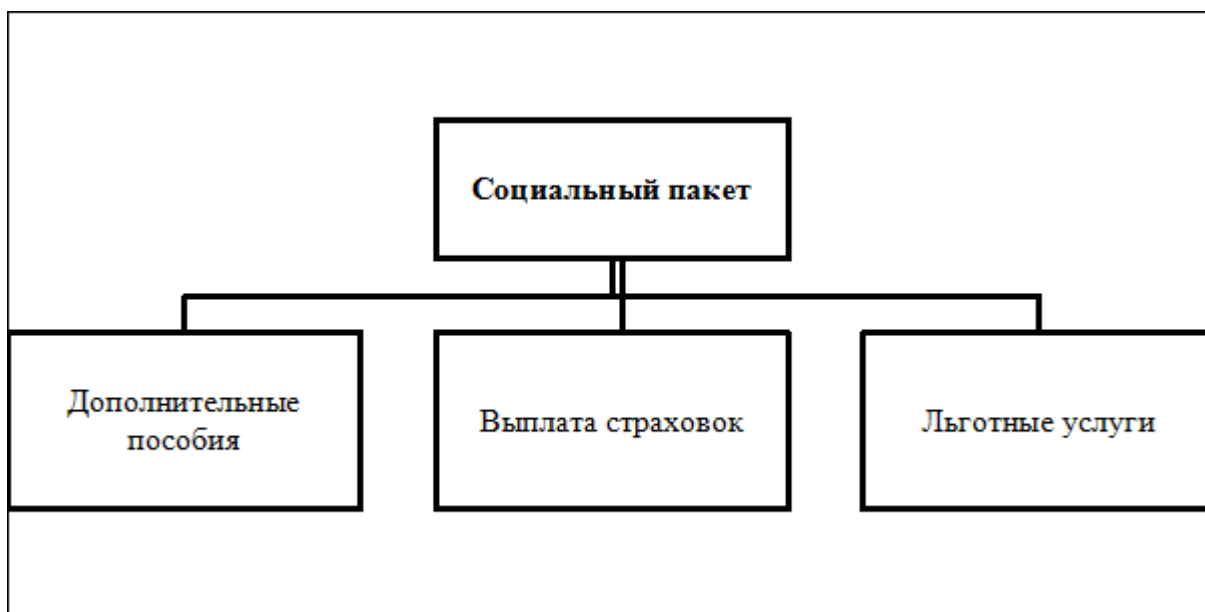 Социальный пакет
Дополнительные
пособия
Выплата страховок
Льготные услуги